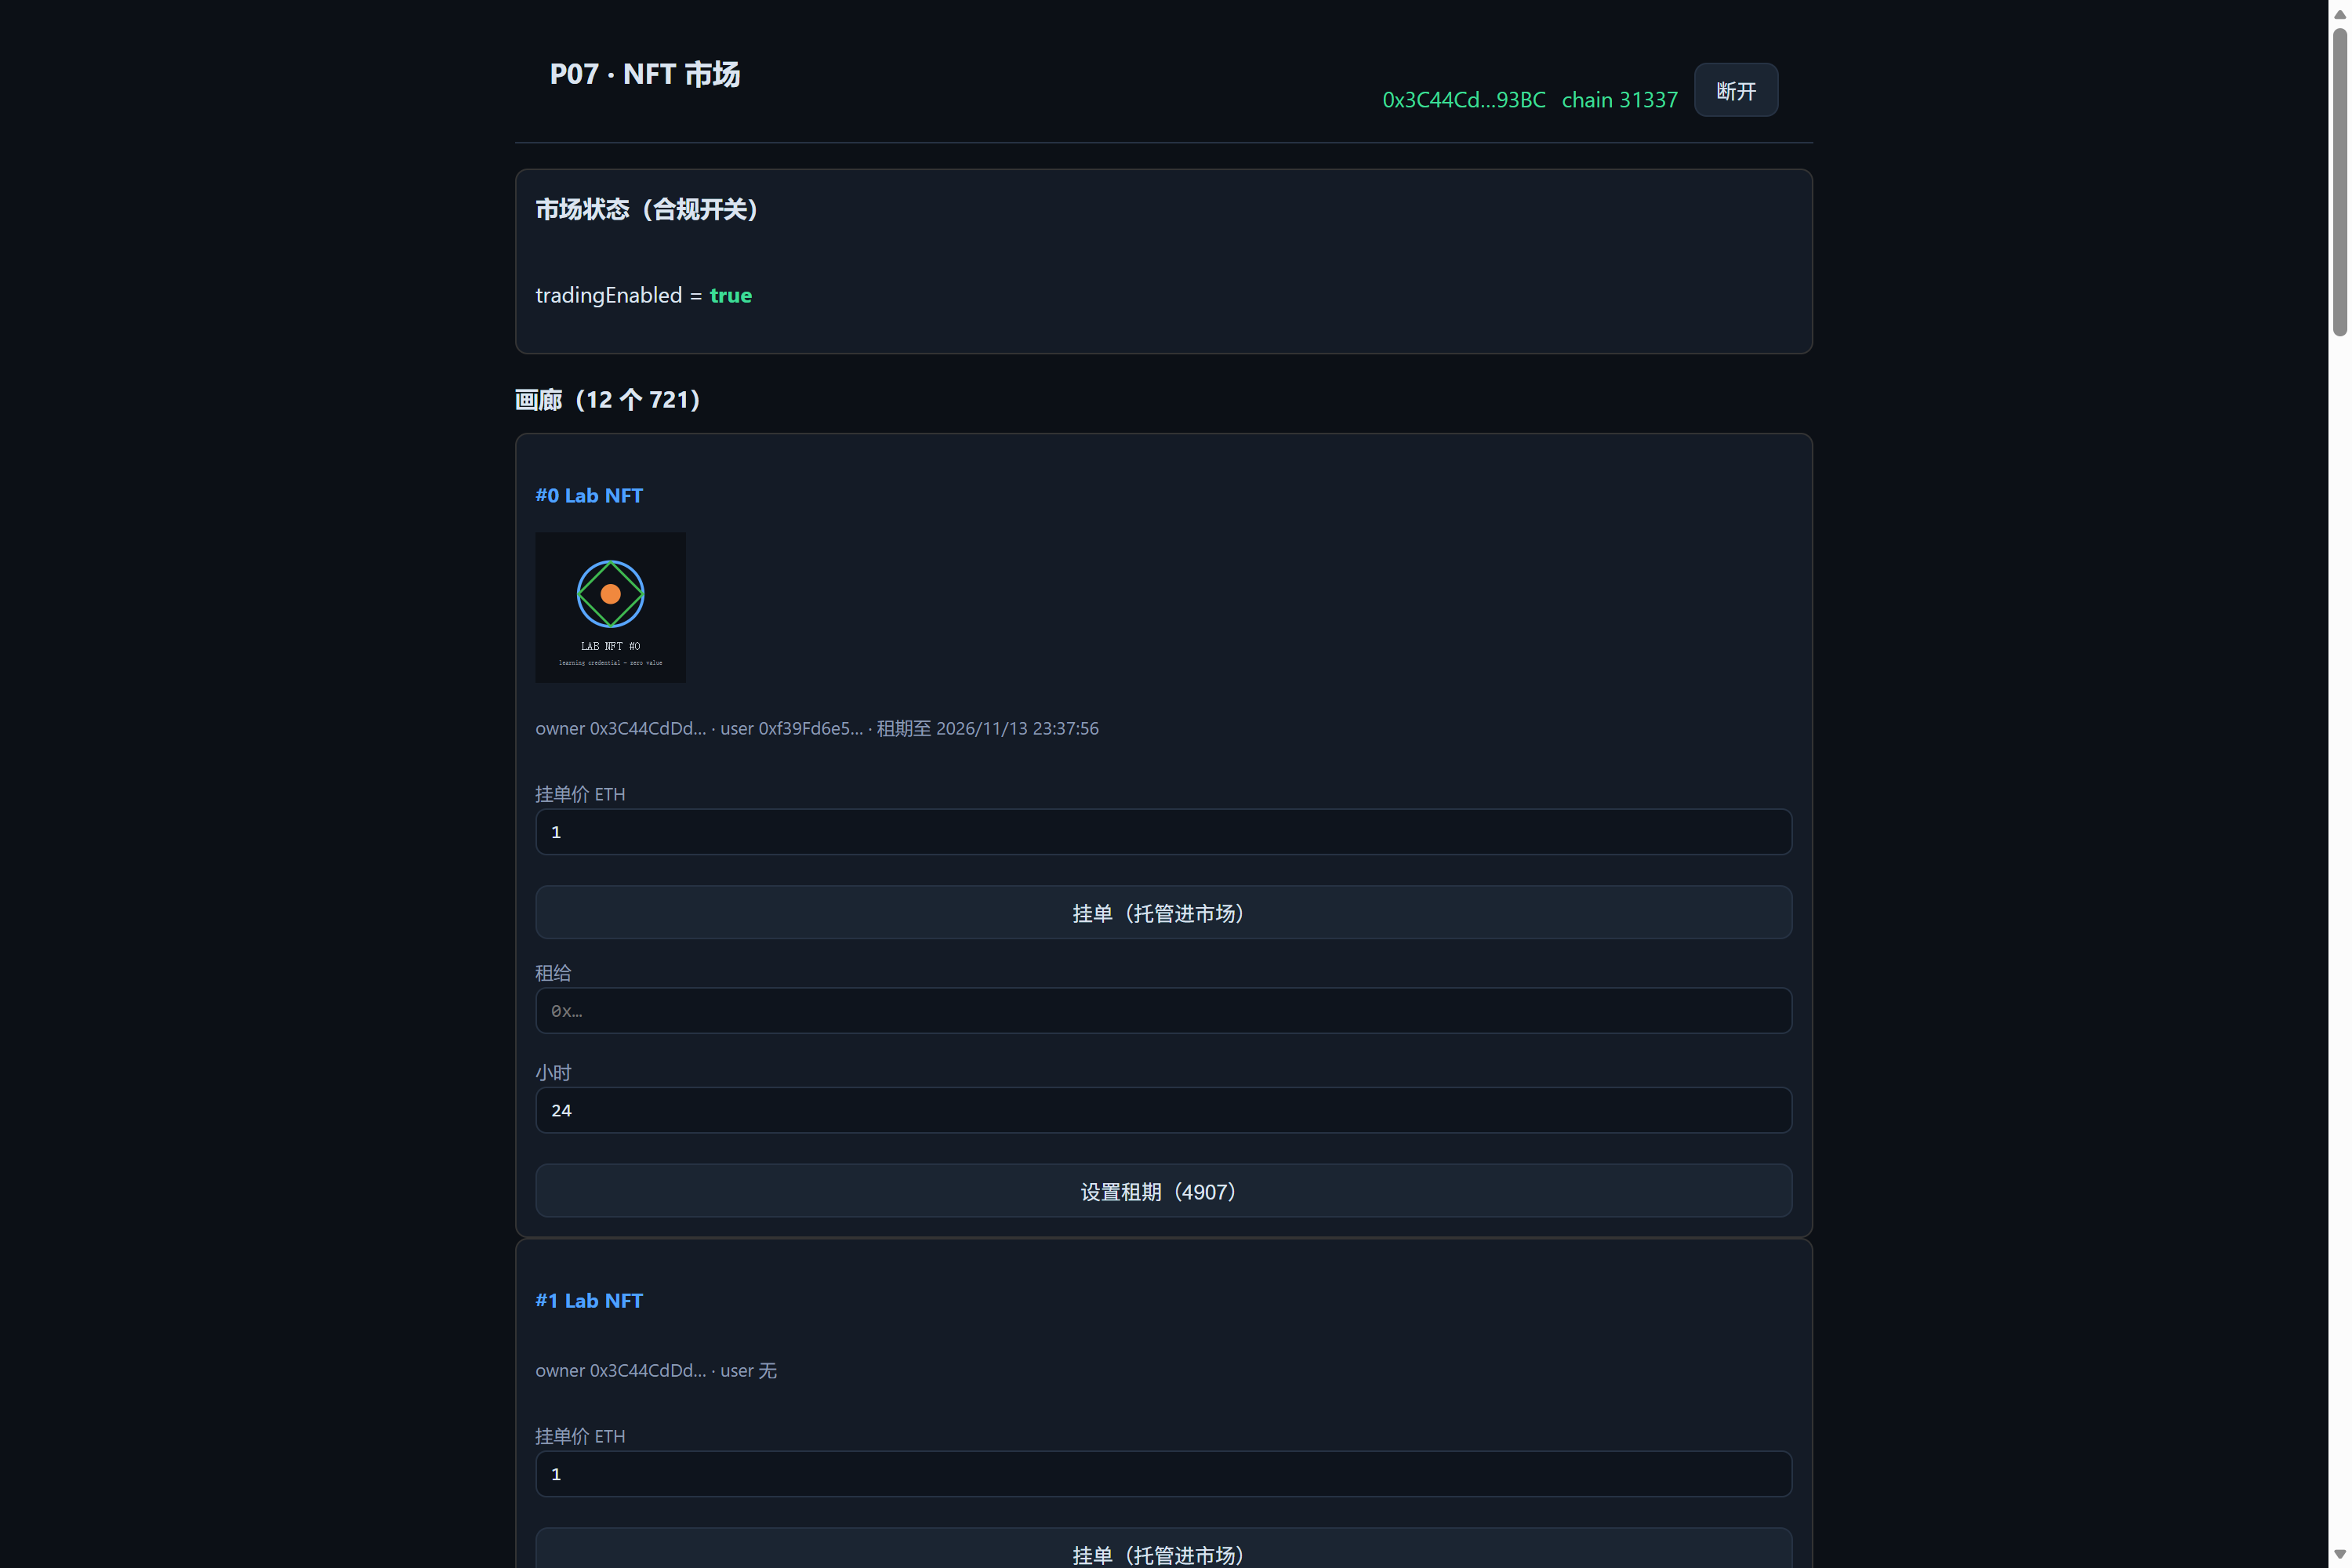 P07 · NFT 市场
0x3C44Cd...93BC chain 31337 断开
市场状态（合规开关）
tradingEnabled = true
画廊（12 个 721）
#0 Lab NFT
LAB NFT #0
learning credential - zero value
owner 0x3C44CdDd... · user 0xf39Fd6e5... · 租期至 2026/11/13 23:37:56
挂单价 ETH
1
挂单（托管进市场）
租给
0x…
小时
24
设置租期（4907）
#1 Lab NFT
owner 0x3C44CdDd... · user 无
挂单价 ETH
1
挂单（托管进市场）